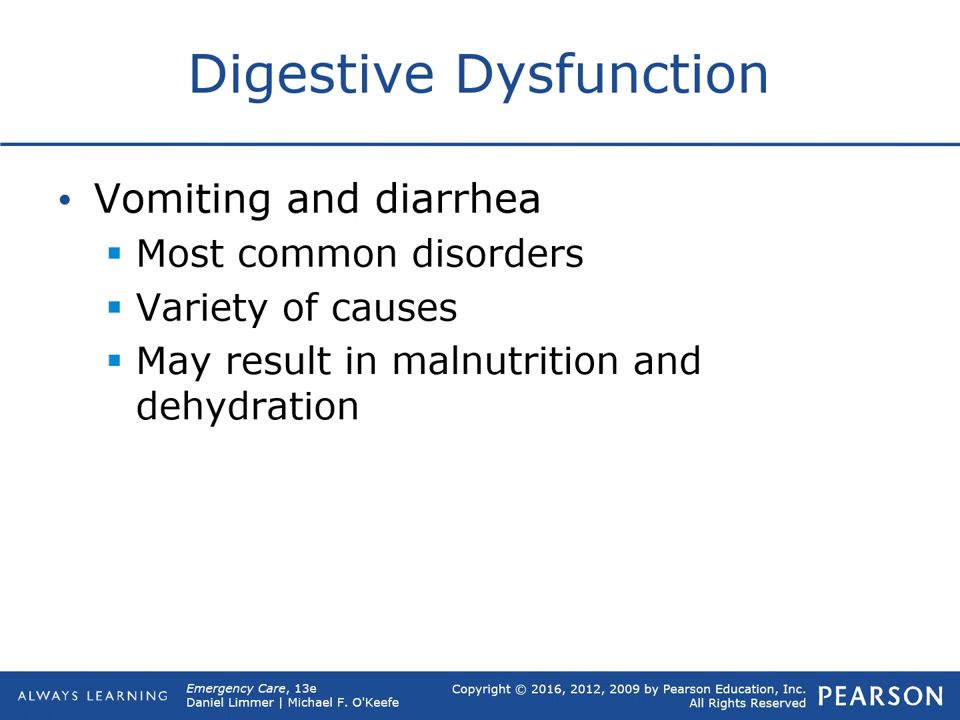 Digestive Dysfunction
• Vomiting and diarrhea
▪ Most common disorders
▪ Variety of causes
▪ May result in malnutrition and
dehydration
ALWAYS LEARNING
Emergency Care, 13e
Daniel Limmer | Michael F. O'Keefe
Copyright © 2016, 2012, 2009 by Pearson Education, Inc.
All Rights Reserved
PEARSON